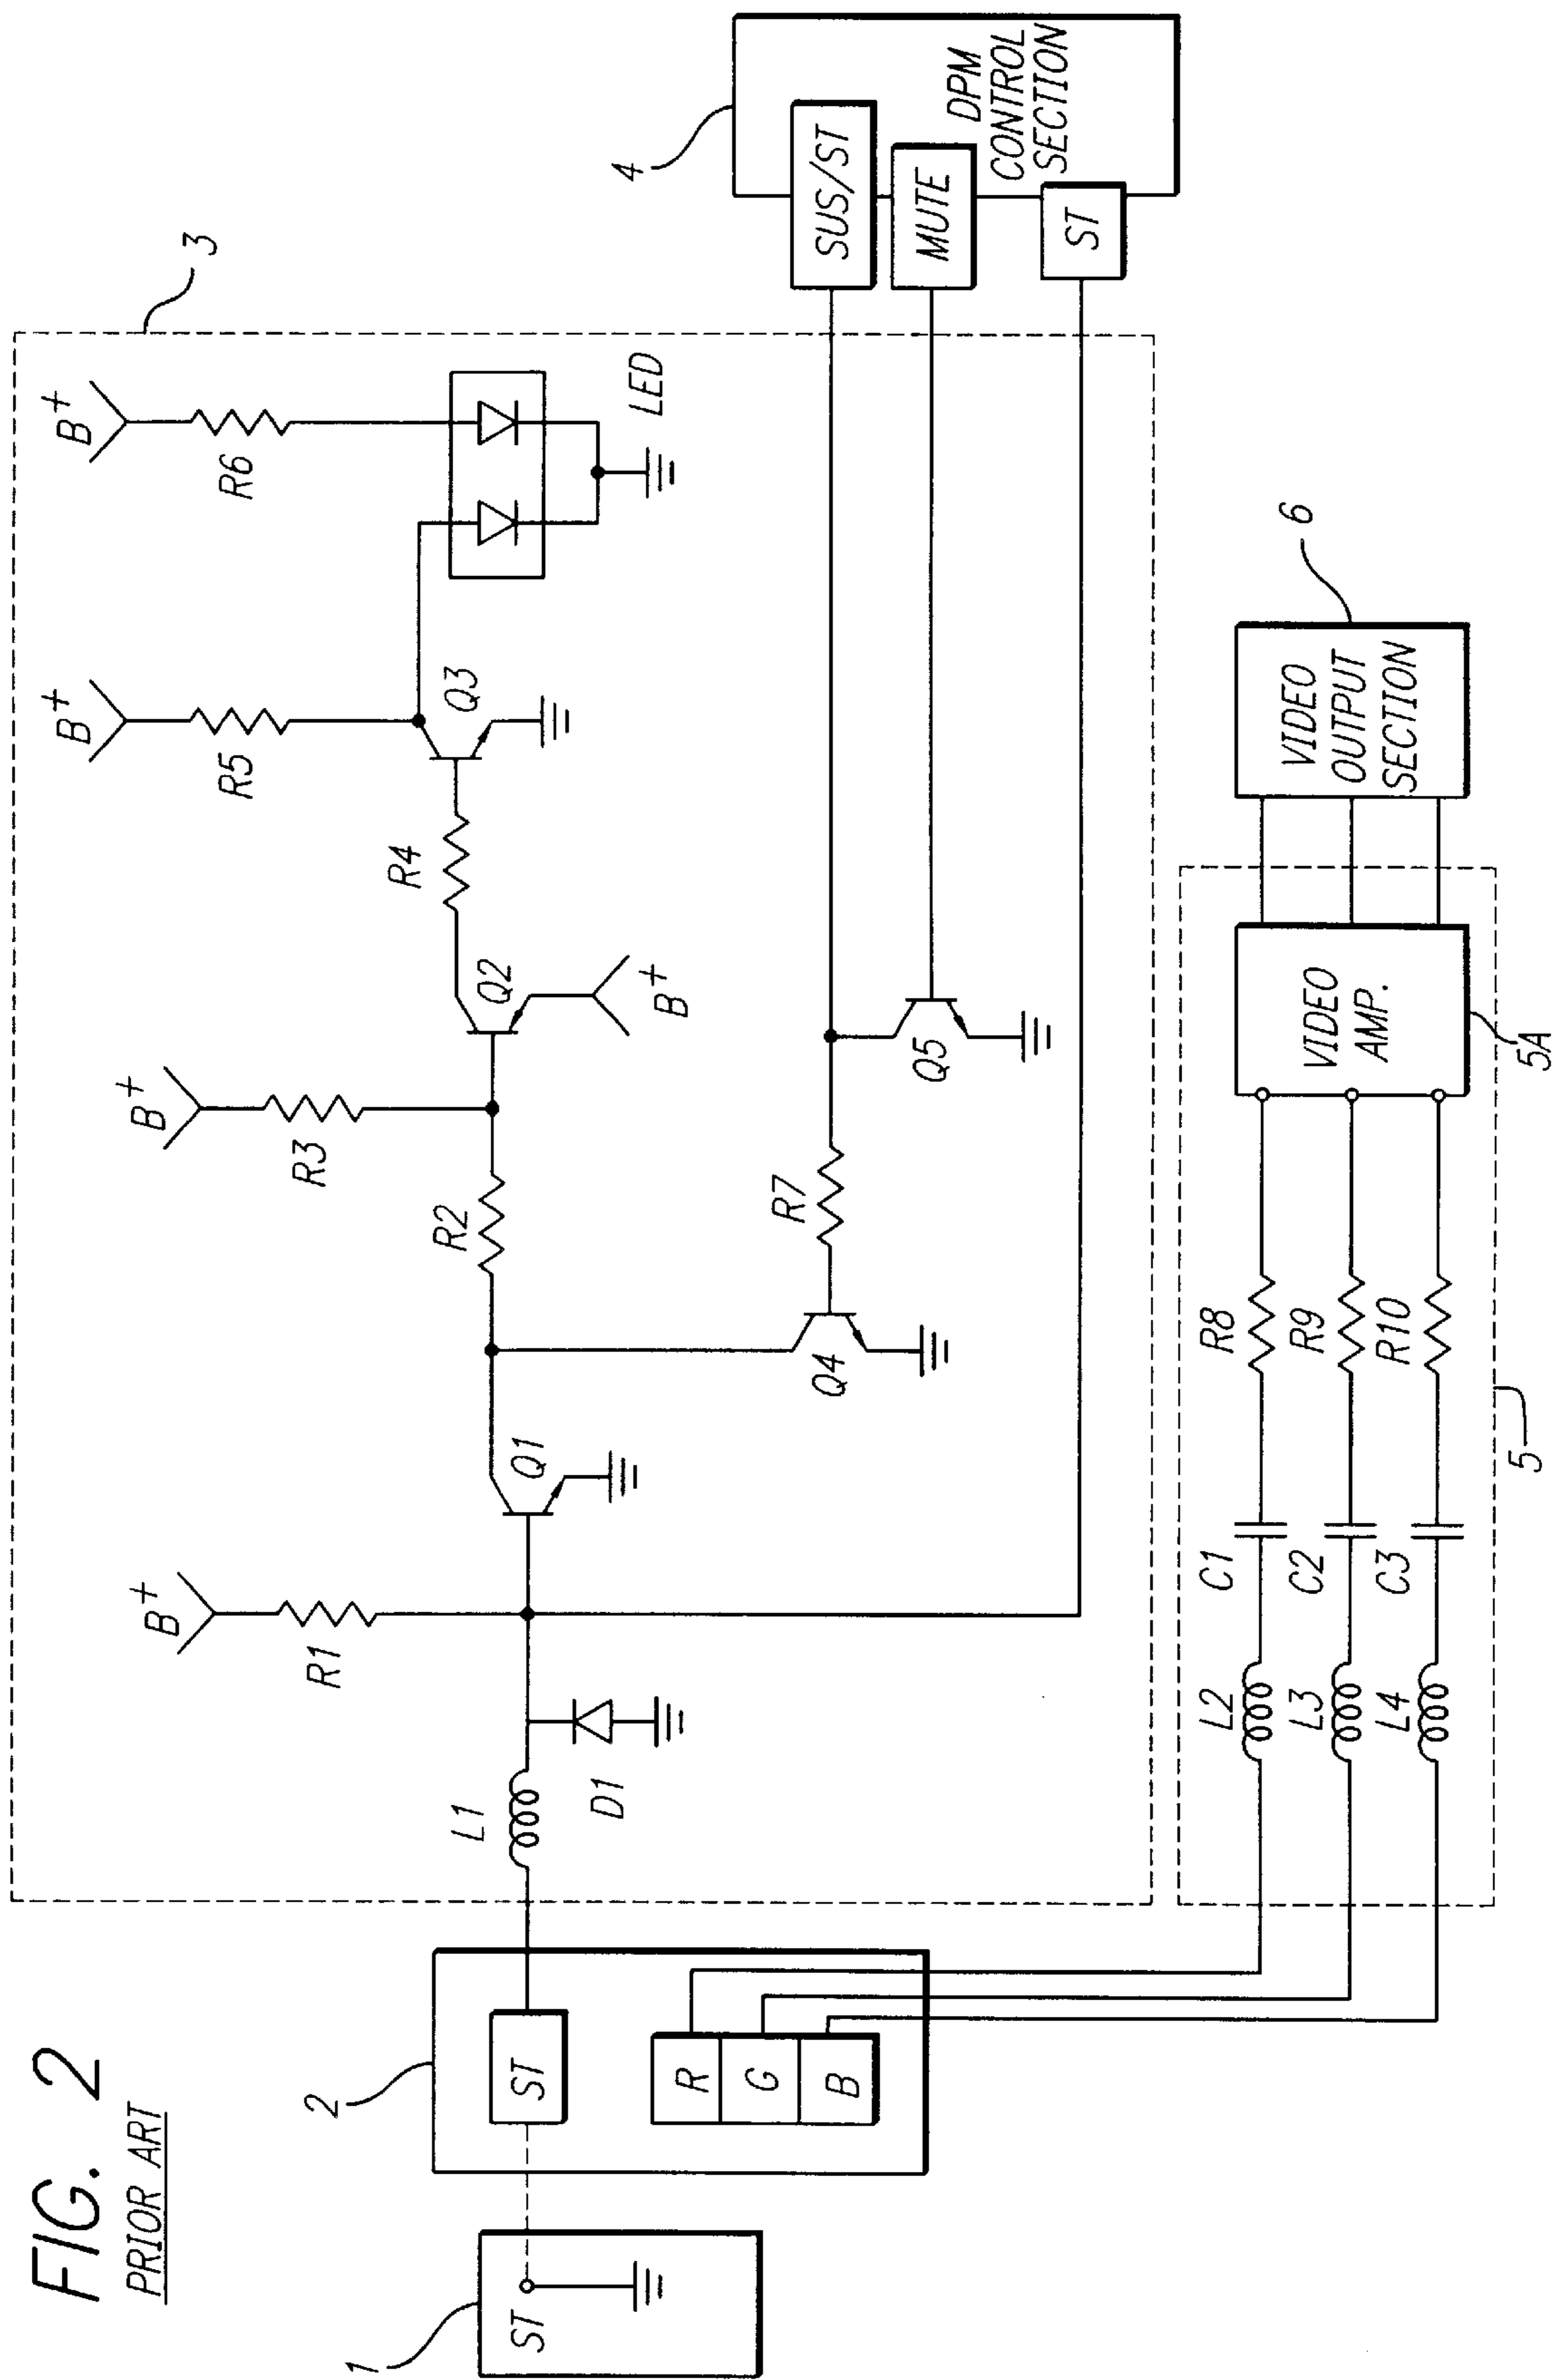 FIG. 2
PRIOR ART
1
ST
2
ST
R
G
B
3
B+
R1
L1
D1
Q1
B+
R3
R2
Q2
B+
R4
B+
R5
Q3
B+
R6
LED
Q4
R7
Q5
4
SUS/ST
MUTE
ST
DPM
CONTROL
SECTION
L2
C1
R8
L3
C2
R9
L4
C3
R10
5
VIDEO
AMP.
5A
VIDEO
OUTPUT
SECTION
6